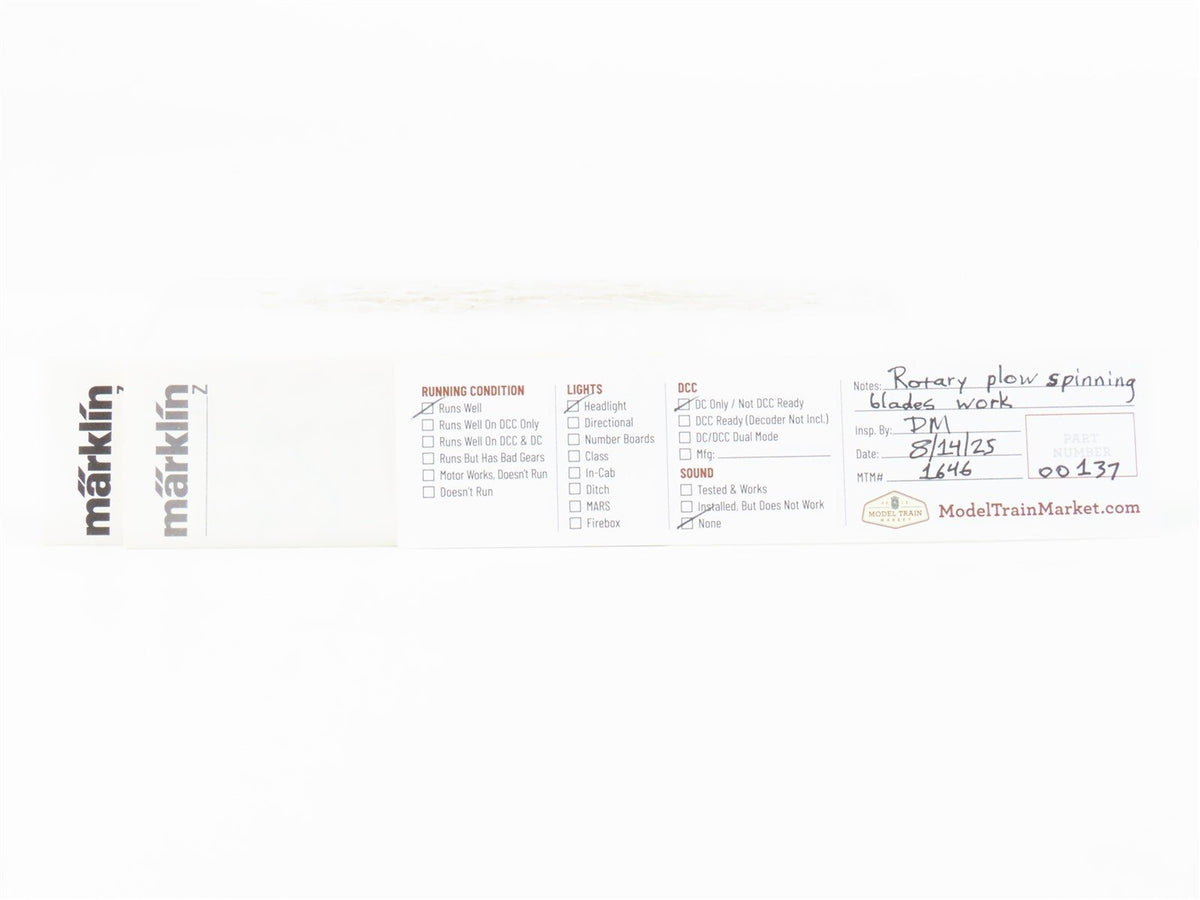 märklín,
märklín
Z
RUNNING CONDITION
Runs Well
Runs Well On DCC Only
Runs Well On DCC & DC
Runs But Has Bad Gears
Motor Works, Doesn't Run
Doesn't Run
LIGHTS
Headlight
Directional
Number Boards
Class
In-Cab
Ditch
MARS
Firebox
DCC
DC Only / Not DCC Ready
DCC Ready (Decoder Not Incl.)
DC/DCC Dual Mode
Mfg:
SOUND
Tested & Works
Installed, But Does Not Work
None
Notes: Rotary plow spinning
blades work
Insp. By: DM
Date: 8/14/25
MTM# 1646
PART
NUMBER
00137
MODEL TRAIN
MARKET
ModelTrainMarket.com